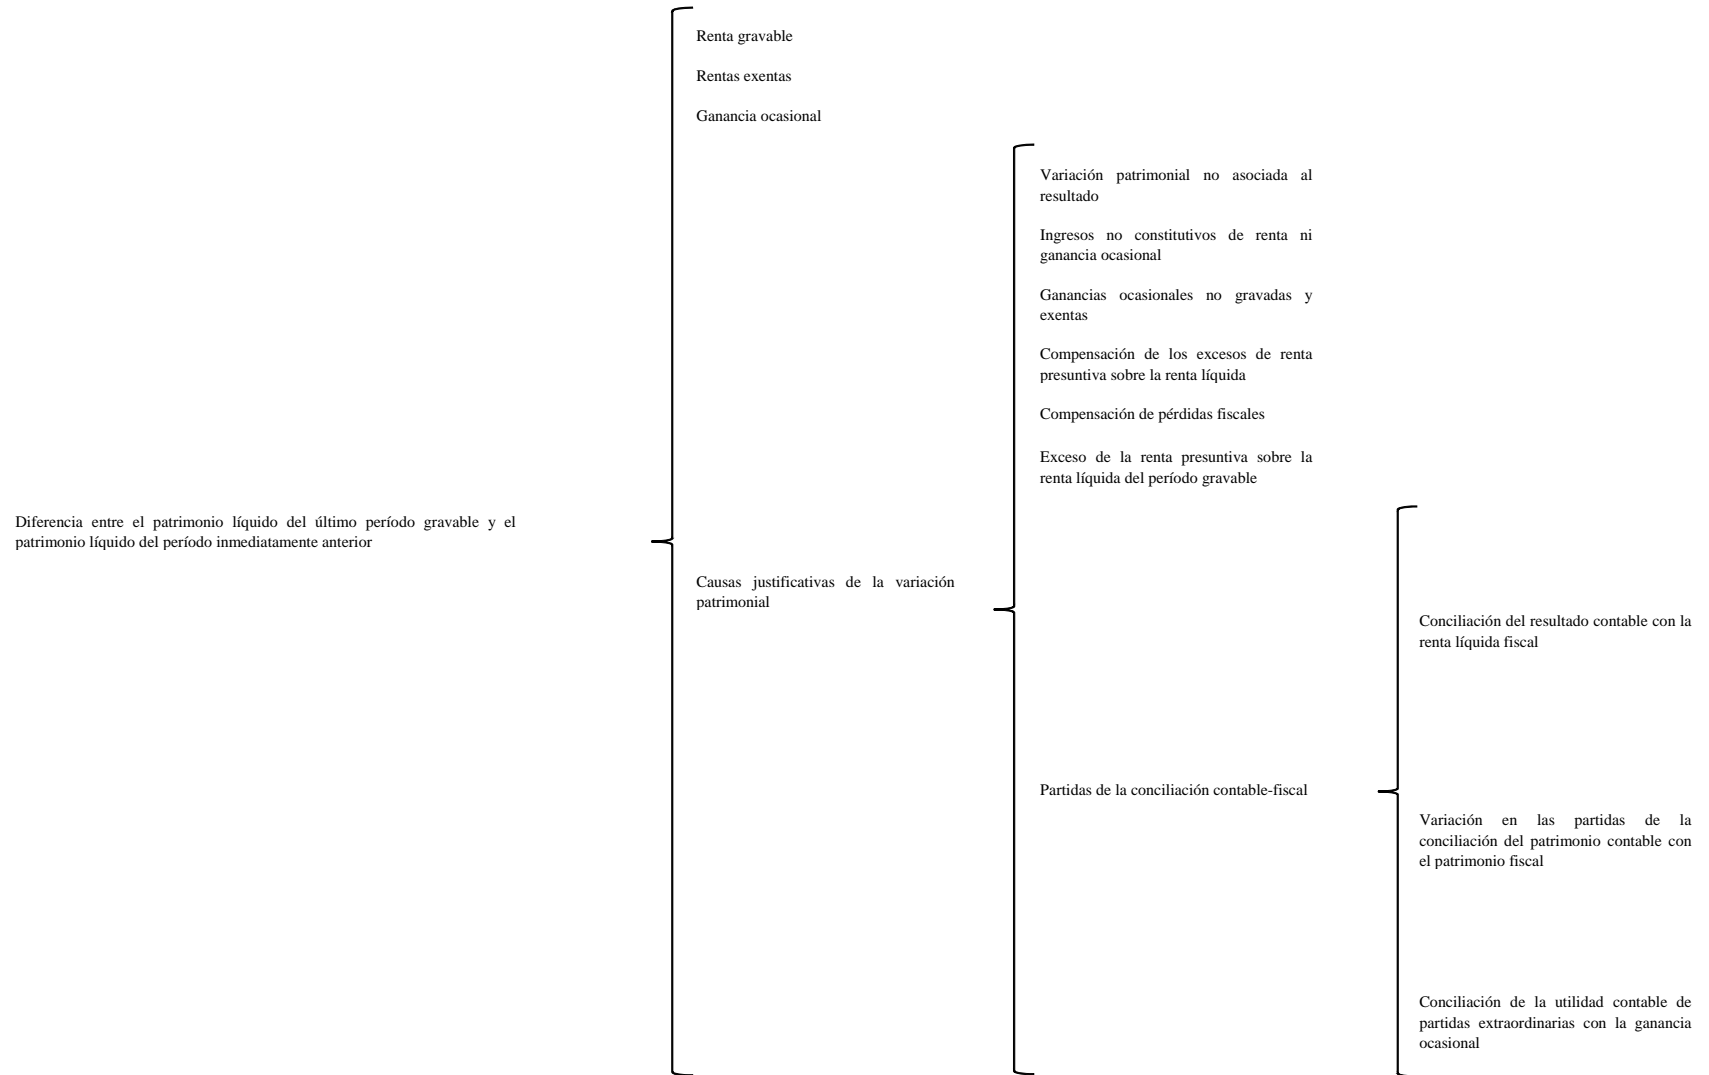 Renta gravable
Rentas exentas
Ganancia ocasional
Variación patrimonial no asociada al
resultado
Ingresos no constitutivos de renta ni
ganancia ocasional
Ganancias ocasionales no gravadas y
exentas
Compensación de los excesos de renta
presuntiva sobre la renta líquida
Compensación de pérdidas fiscales
Exceso de la renta presuntiva sobre la
renta líquida del período gravable
Diferencia entre el patrimonio líquido del último período gravable y el
patrimonio líquido del período inmediatamente anterior
Causas justificativas de la variación
patrimonial
Conciliación del resultado contable con la
renta líquida fiscal
Partidas de la conciliación contable-fiscal
Variación en las partidas de la
conciliación del patrimonio contable con
el patrimonio fiscal
Conciliación de la utilidad contable de
partidas extraordinarias con la ganancia
ocasional